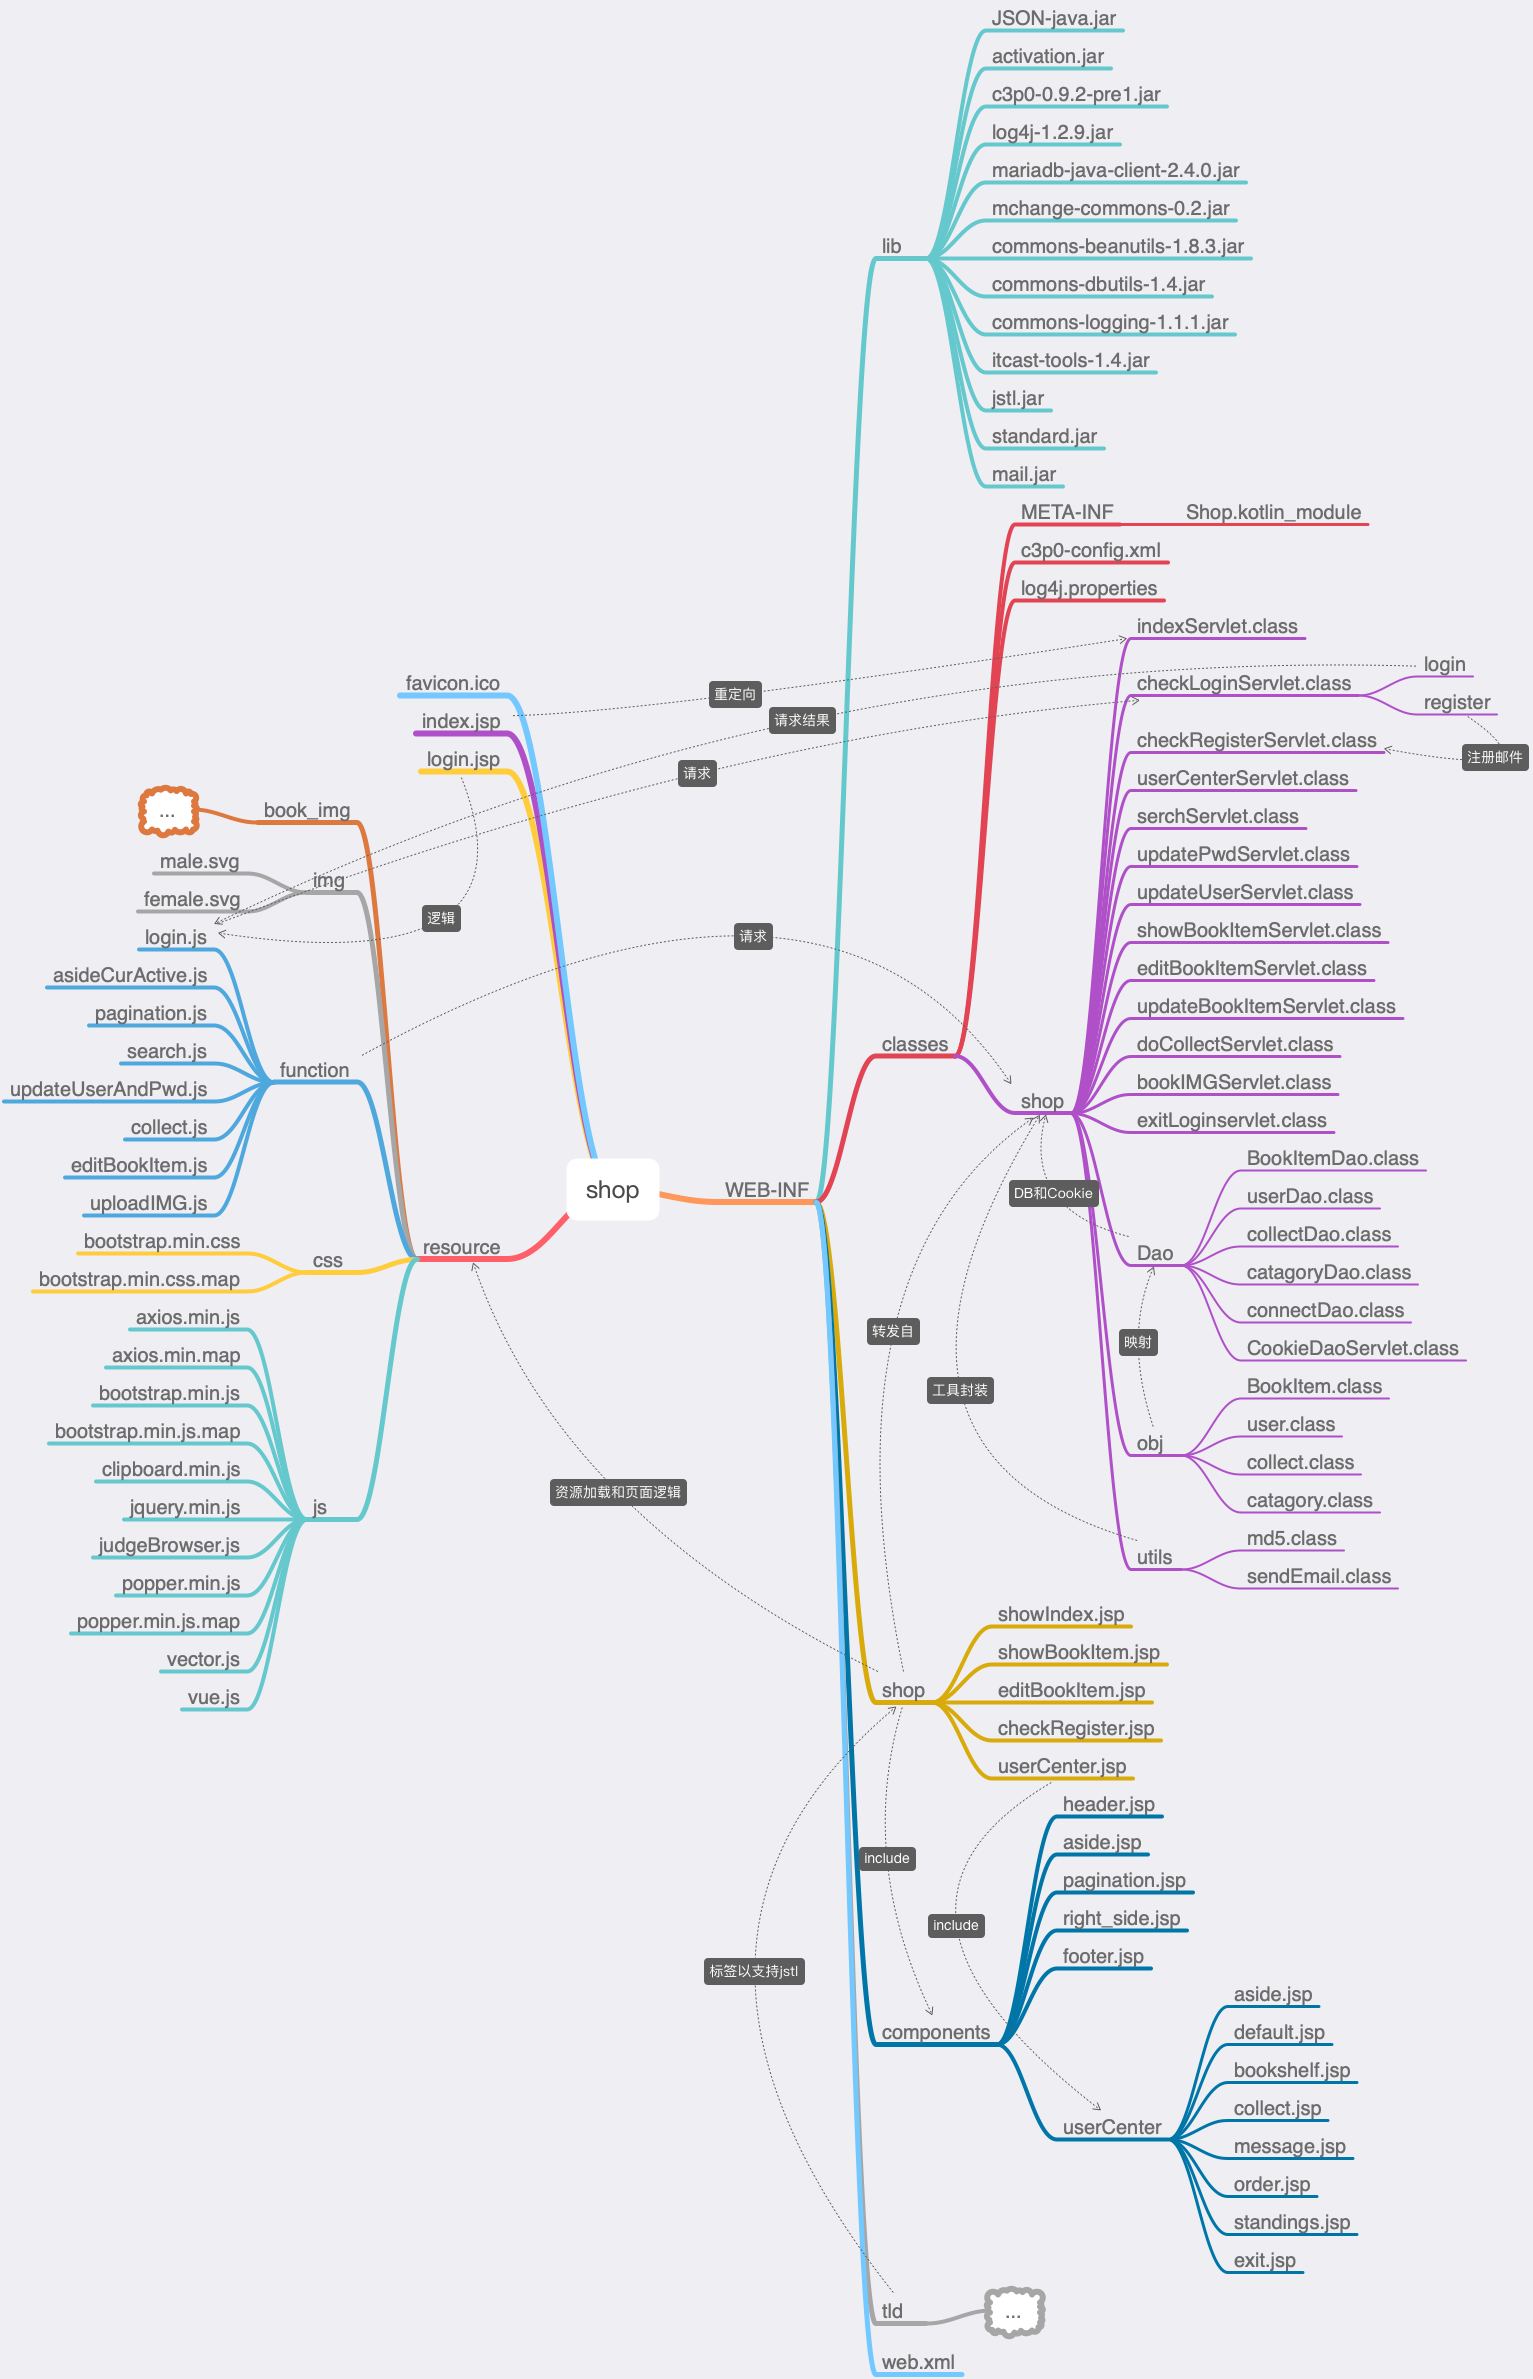 JSON-java.jar
activation.jar
c3p0-0.9.2-pre1.jar
log4j-1.2.9.jar
mariadb-java-client-2.4.0.jar
mchange-commons-0.2.jar
lib
commons-beanutils-1.8.3.jar
commons-dbutils-1.4.jar
commons-logging-1.1.1.jar
itcast-tools-1.4.jar
jstl.jar
standard.jar
mail.jar
META-INF
Shop.kotlin_module
c3p0-config.xml
log4j.properties
indexServlet.class
login
checkLoginServlet.class
register
注册邮件
checkRegisterServlet.class
userCenterServlet.class
serchServlet.class
updatePwdServlet.class
updateUserServlet.class
showBookItemServlet.class
editBookItemServlet.class
updateBookItemServlet.class
classes
doCollectServlet.class
bookIMGServlet.class
shop
exitLoginservlet.class
BookItemDao.class
userDao.class
collectDao.class
Dao
catagoryDao.class
connectDao.class
CookieDaoServlet.class
BookItem.class
user.class
obj
collect.class
catagory.class
md5.class
utils
sendEmail.class
重定向
请求结果
请求
请求
逻辑
DB和Cookie
映射
转发自
工具封装
资源加载和页面逻辑
favicon.ico
index.jsp
login.jsp
...
book_img
male.svg
img
female.svg
login.js
asideCurActive.js
pagination.js
search.js
function
updateUserAndPwd.js
collect.js
editBookItem.js
uploadIMG.js
shop
WEB-INF
resource
bootstrap.min.css
css
bootstrap.min.css.map
axios.min.js
axios.min.map
bootstrap.min.js
bootstrap.min.js.map
clipboard.min.js
jquery.min.js
js
judgeBrowser.js
popper.min.js
popper.min.js.map
vector.js
vue.js
showIndex.jsp
showBookItem.jsp
shop
editBookItem.jsp
checkRegister.jsp
userCenter.jsp
header.jsp
aside.jsp
include
pagination.jsp
right_side.jsp
include
footer.jsp
标签以支持jstl
components
aside.jsp
default.jsp
bookshelf.jsp
collect.jsp
userCenter
message.jsp
order.jsp
standings.jsp
exit.jsp
tld
...
web.xml